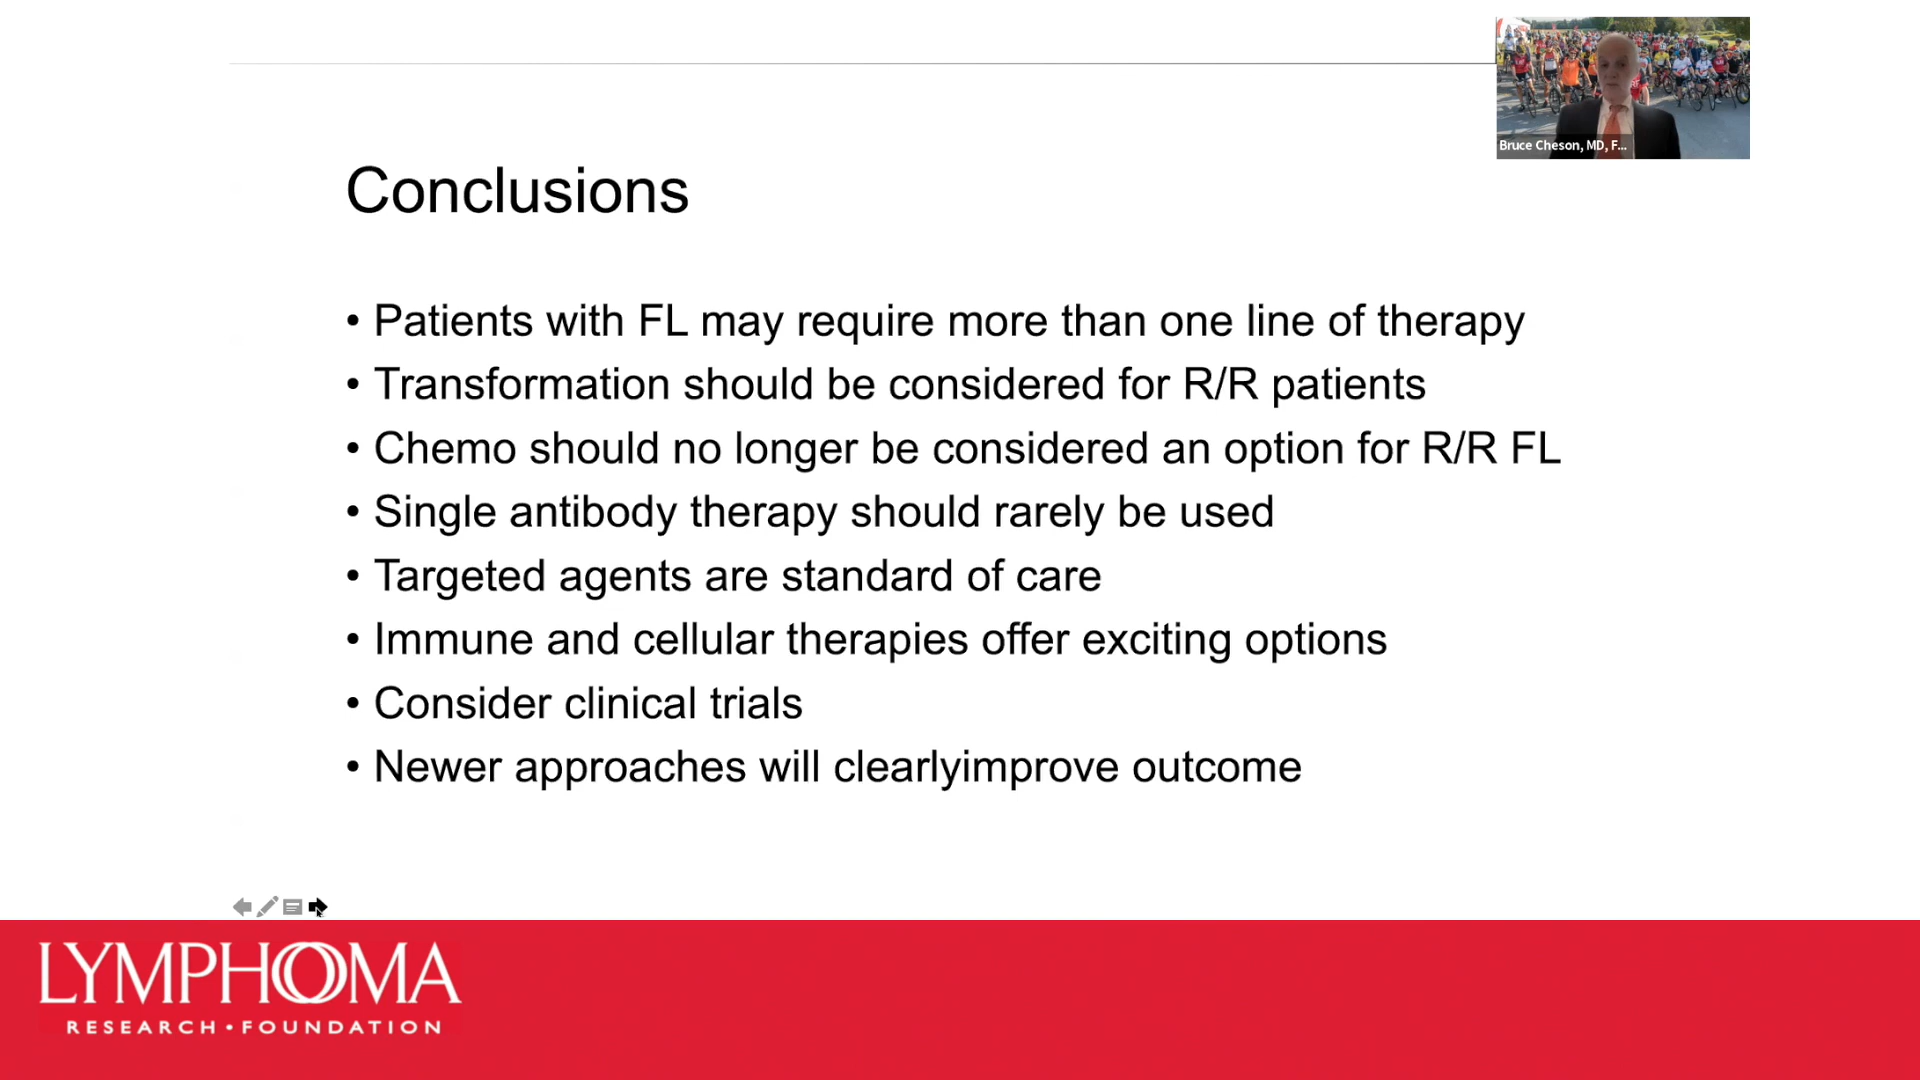 Bruce Cheson, MD, F...
Conclusions
• Patients with FL may require more than one line of therapy
• Transformation should be considered for R/R patients
• Chemo should no longer be considered an option for R/R FL
• Single antibody therapy should rarely be used
• Targeted agents are standard of care
• Immune and cellular therapies offer exciting options
• Consider clinical trials
• Newer approaches will clearlyimprove outcome
LYMPHOMA
RESEARCH • FOUNDATION